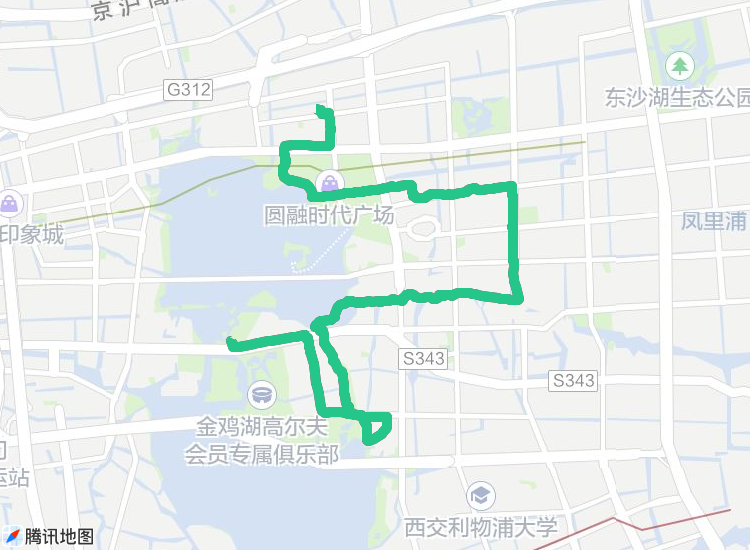 京沪高
G312
东沙湖生态公园
圆融时代广场
凤里浦
印象城
S343
S343
金鸡湖高尔夫
会员专属俱乐部
运站
西交利物浦大学
腾讯地图